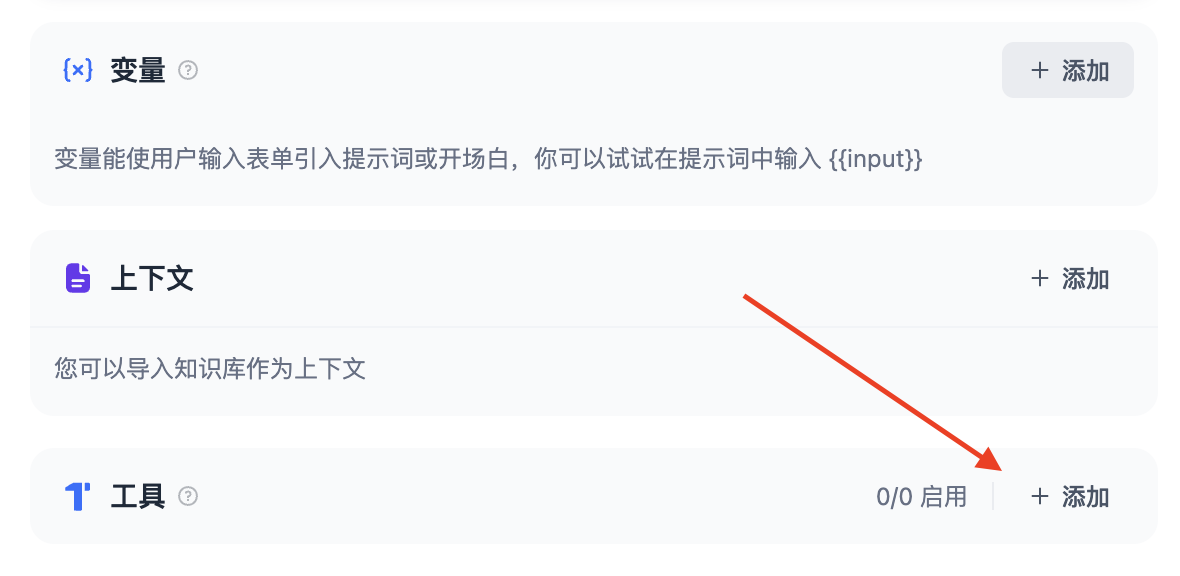 变量
+ 添加
变量能使用户输入表单引入提示词或开场白，你可以试试在提示词中输入 {{input}}
上下文
+ 添加
您可以导入知识库作为上下文
工具
0/0 启用
+ 添加